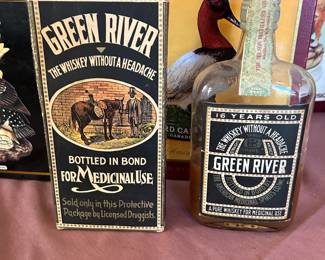 GREEN RIVER
THE WHISKEY WITHOUT A HEADACHE
BOTTLED IN BOND
FOR MEDICINAL USE
Sold only in this Protective
Package by Licensed Druggists.
16 YEARS OLD
THE WHISKEY WITHOUT A HEADACHE
GREEN RIVER
A PURE WHISKEY FOR MEDICINAL USE